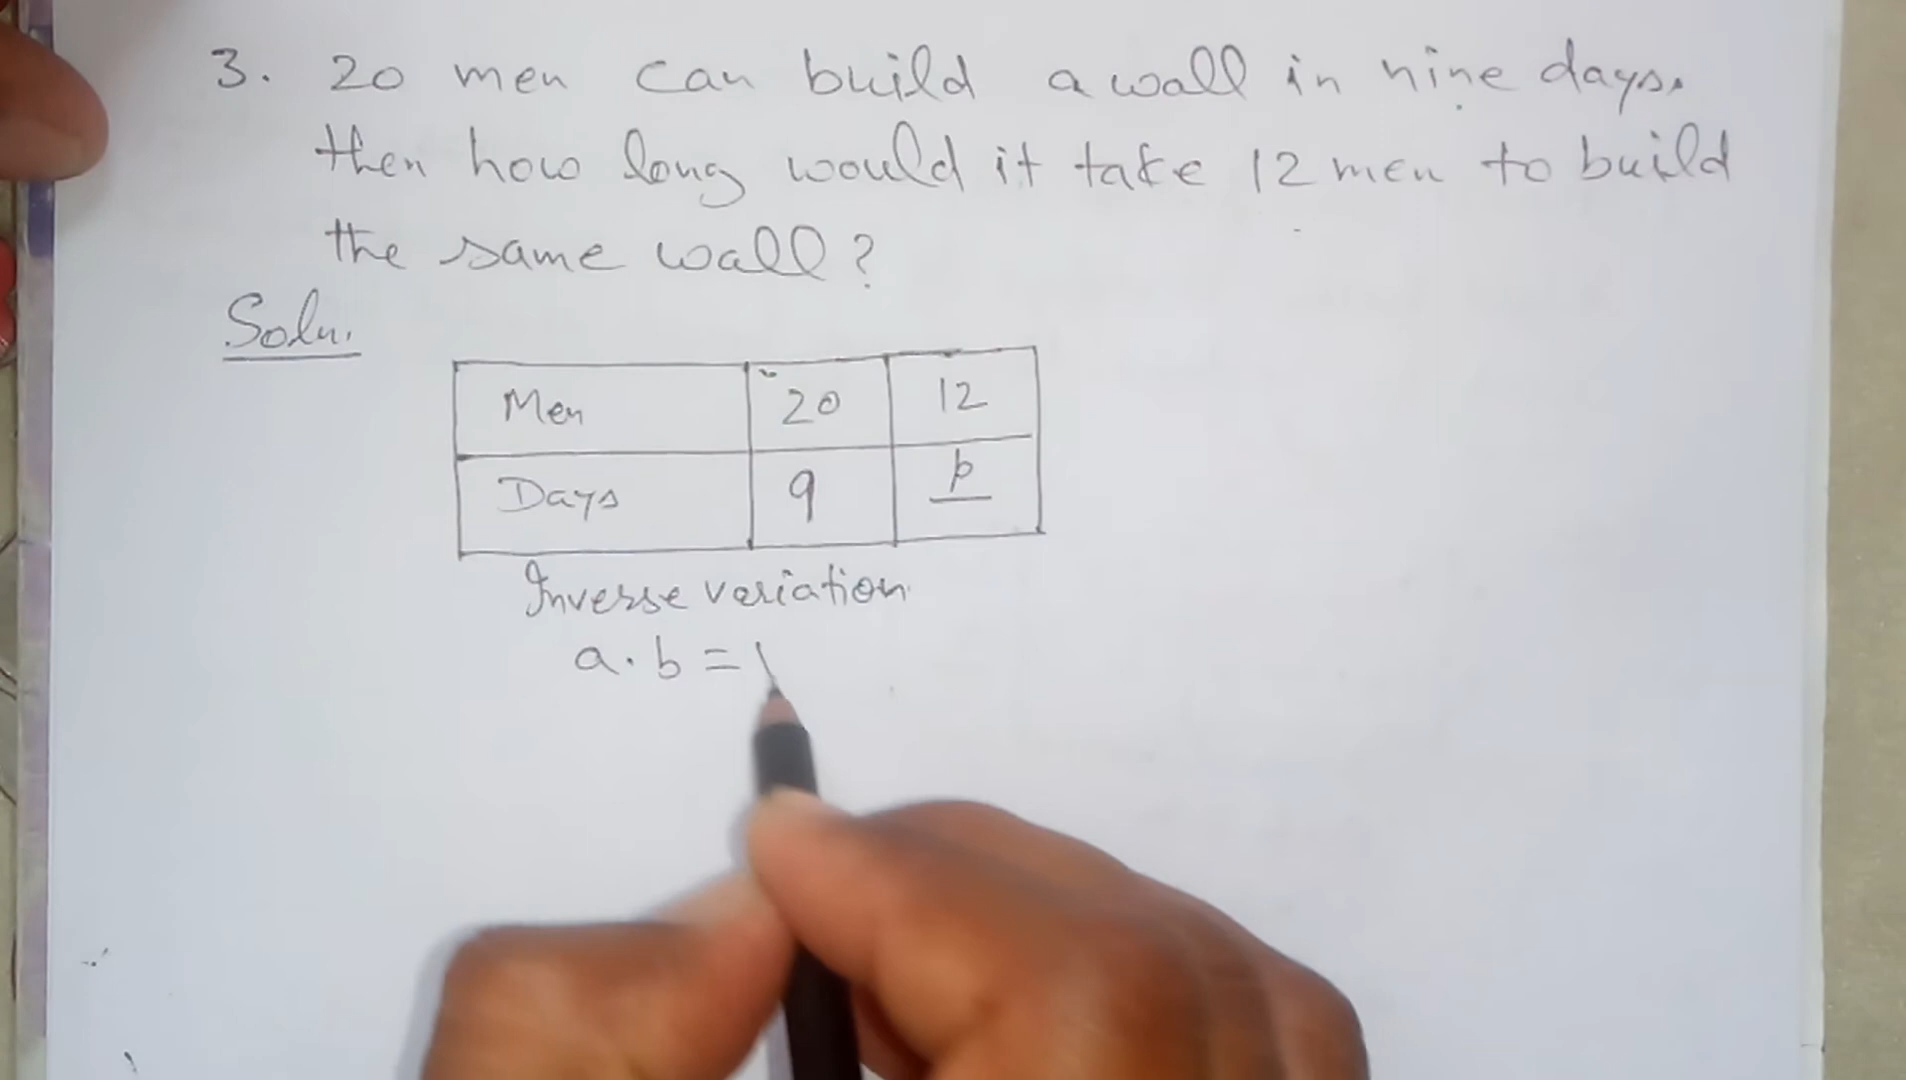 3. 20 men can build a wall in nine days.
then how long would it take 12 men to build
the same wall?
Soln.
Men 20 12
Days 9 p
Inverse variation
a . b =